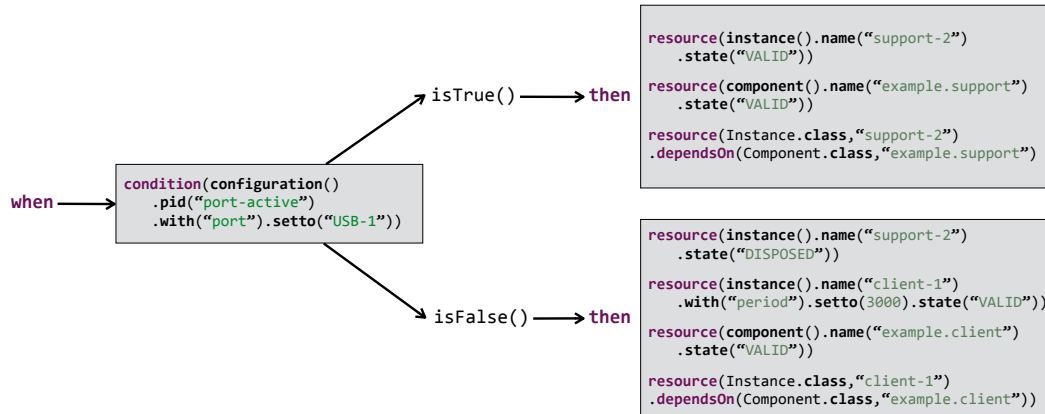 when
condition(configuration()
.pid(“port-active”)
.with(“port”).setto(“USB-1”))
isTrue()
then
resource(instance().name(“support-2”)
.state(“VALID”))
resource(component().name(“example.support”)
.state(“VALID”))
resource(Instance.class,“support-2”)
.dependsOn(Component.class,“example.support”)
isFalse()
then
resource(instance().name(“support-2”)
.state(“DISPOSED”))
resource(instance().name(“client-1”)
.with(“period”).setto(3000).state(“VALID”))
resource(component().name(“example.client”)
.state(“VALID”))
resource(Instance.class,“client-1”)
.dependsOn(Component.class,“example.client”))